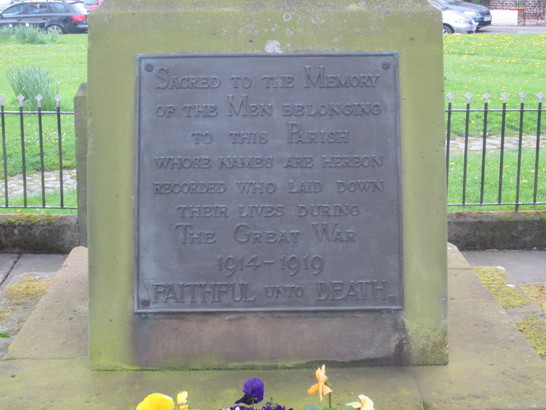 Sacred to the Memory
of the Men belonging
to this Parish
whose names are hereon
recorded who laid down
their lives during
The Great War
1914-1919
Faithful unto Death